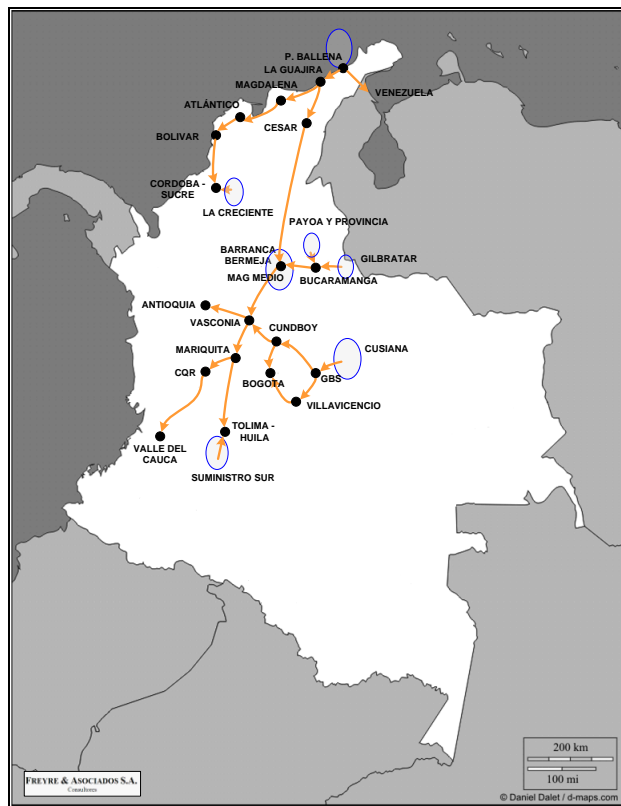 P. BALLENA
LA GUAJIRA
MAGDALENA
VENEZUELA
ATLÁNTICO
CESAR
BOLIVAR
CORDOBA -
SUCRE
LA CRECIENTE
PAYOA Y PROVINCIA
BARRANCA
BERMEJA
GILBRATAR
MAG MEDIO
BUCARAMANGA
ANTIOQUIA
VASCONIA
CUNDBOY
CUSIANA
MARIQUITA
CQR
BOGOTA
GBS
VILLAVICENCIO
TOLIMA -
HUILA
VALLE DEL
CAUCA
SUMINISTRO SUR
200 km
100 mi
FREYRE & ASOCIADOS S.A.
Consultores
© Daniel Dalet / d-maps.com